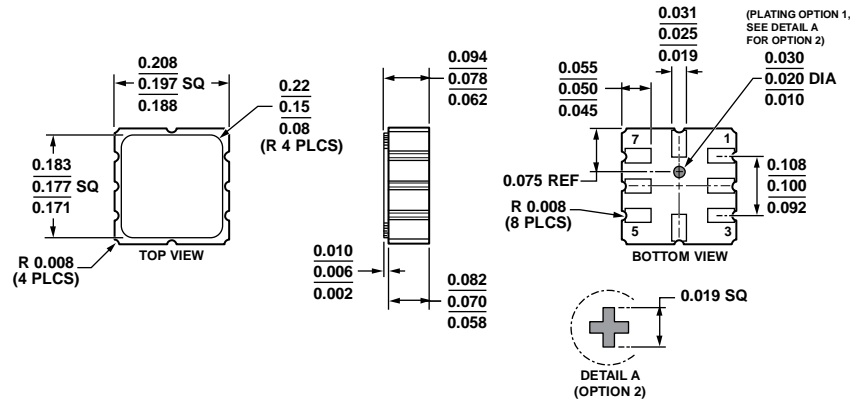 0.208
0.197 SQ
0.188
0.22
0.15
0.08
(R 4 PLCS)
0.183
0.177 SQ
0.171
R 0.008
(4 PLCS)
TOP VIEW
0.094
0.078
0.062
0.010
0.006
0.002
0.082
0.070
0.058
0.031
0.025
0.019
(PLATING OPTION 1,
SEE DETAIL A
FOR OPTION 2)
0.030
0.020 DIA
0.010
0.055
0.050
0.045
7
1
0.075 REF
0.108
0.100
0.092
R 0.008
(8 PLCS)
5
3
BOTTOM VIEW
0.019 SQ
DETAIL A
(OPTION 2)